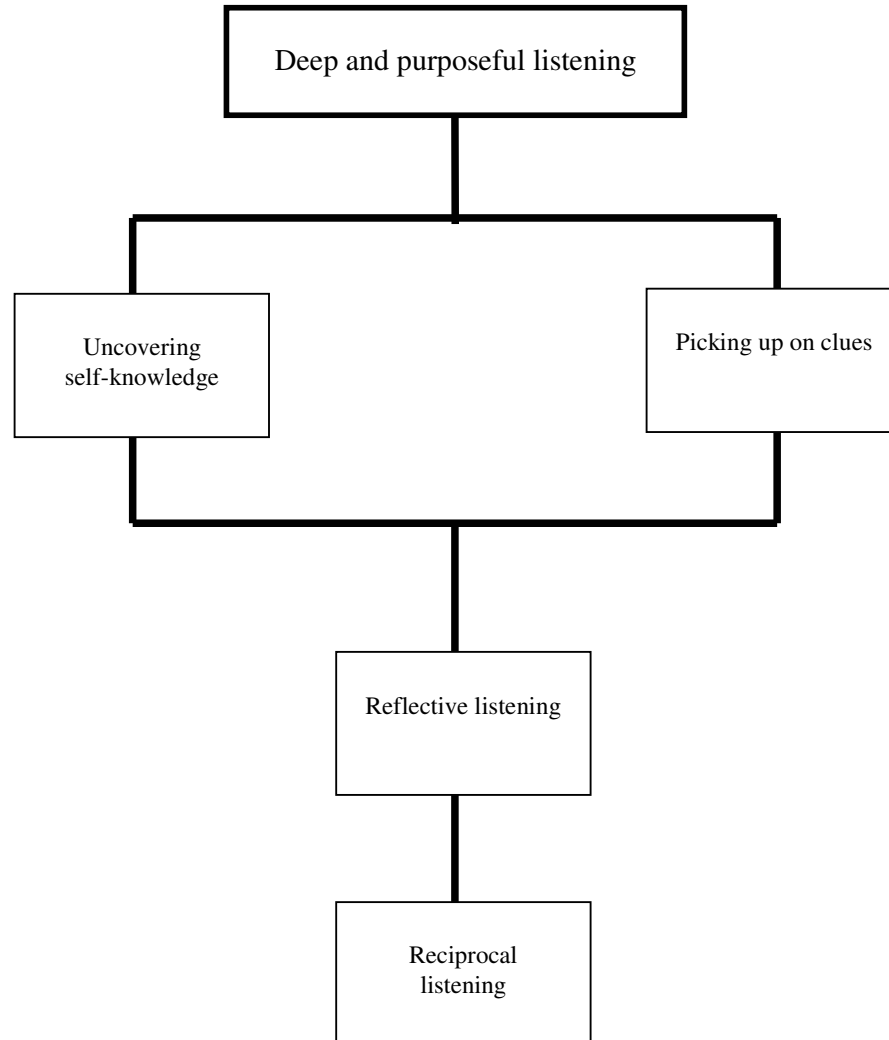 Deep and purposeful listening
Uncovering
self-knowledge
Picking up on clues
Reflective listening
Reciprocal
listening